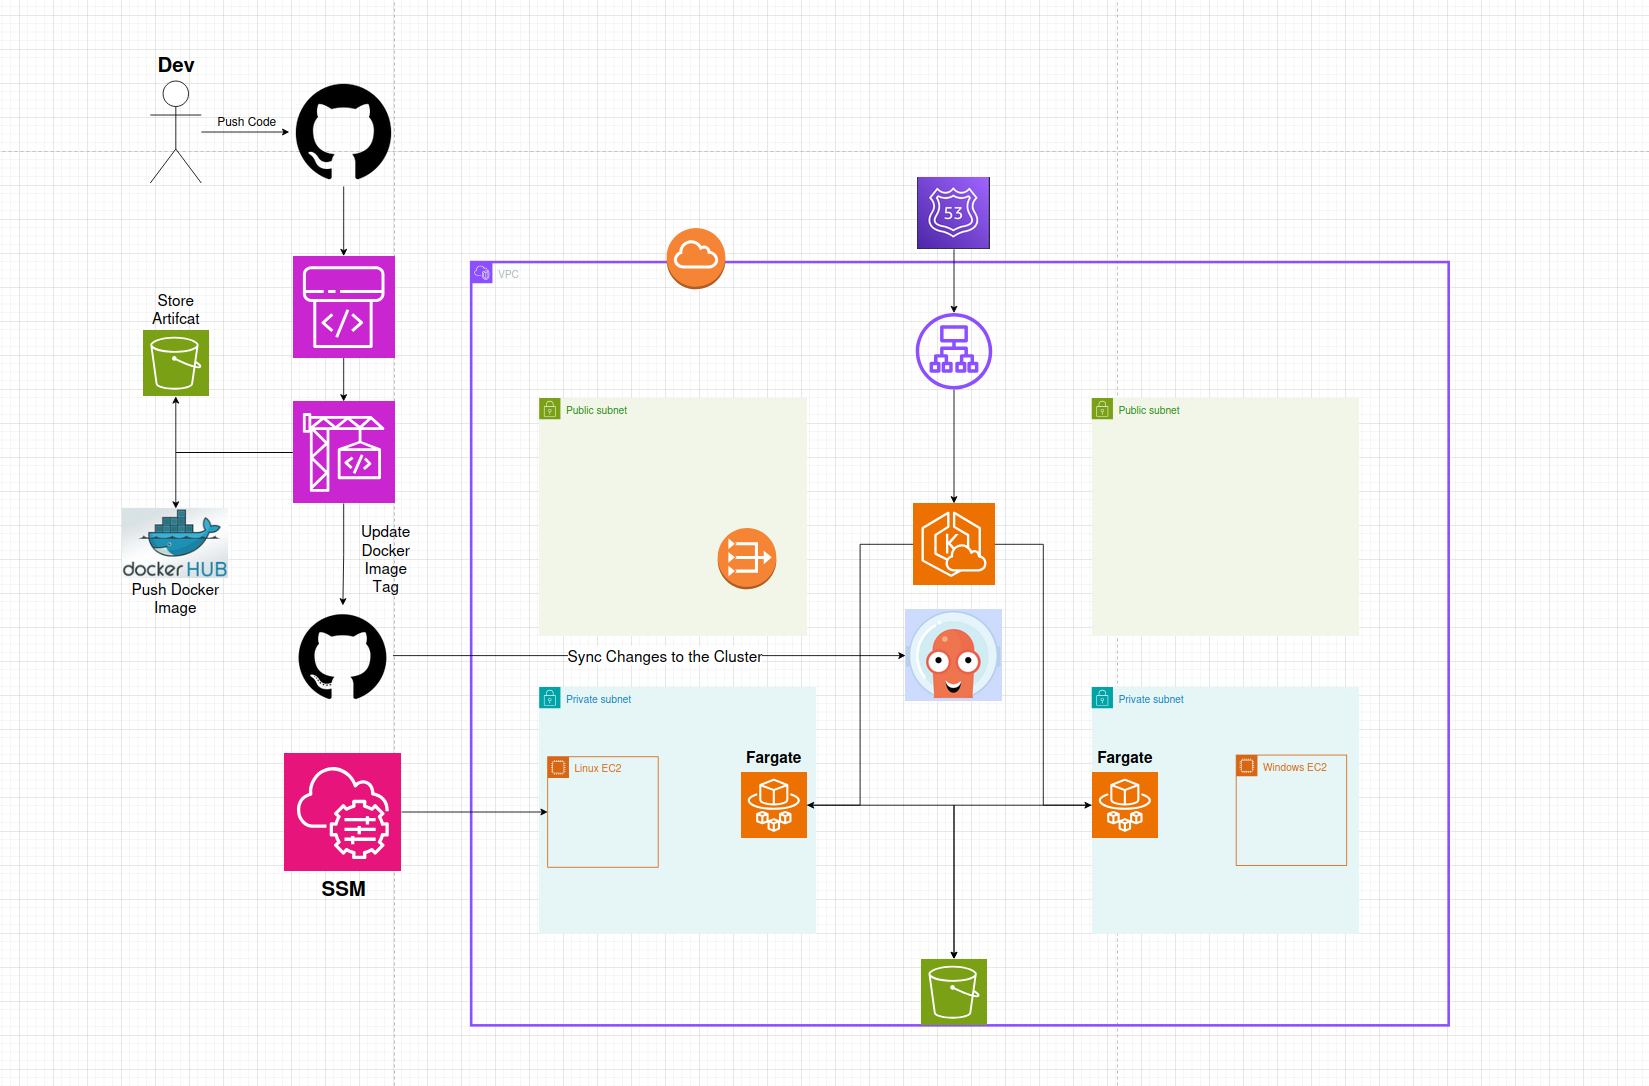 Dev
Push Code
53
VPC
Store
Artifcat
Public subnet
Public subnet
K
Update
Docker
Image
Tag
docker HUB
Push Docker
Image
Sync Changes to the Cluster
Private subnet
Private subnet
Fargate
Fargate
Linux EC2
Windows EC2
SSM